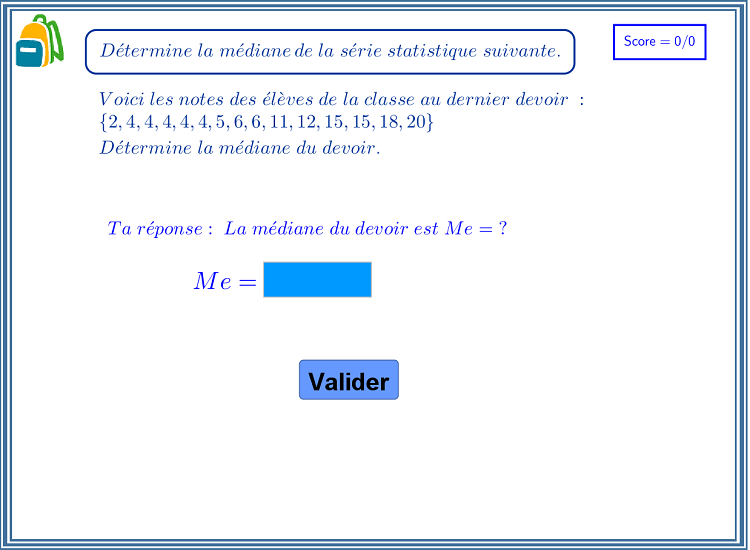 Détermine la médiane de la série statistique suivante.
Score = 0/0
Voici les notes des élèves de la classe au dernier devoir :
{2, 4, 4, 4, 4, 4, 5, 6, 6, 11, 12, 15, 15, 18, 20}
Détermine la médiane du devoir.
Ta réponse : La médiane du devoir est Me = ?
Me =
Valider